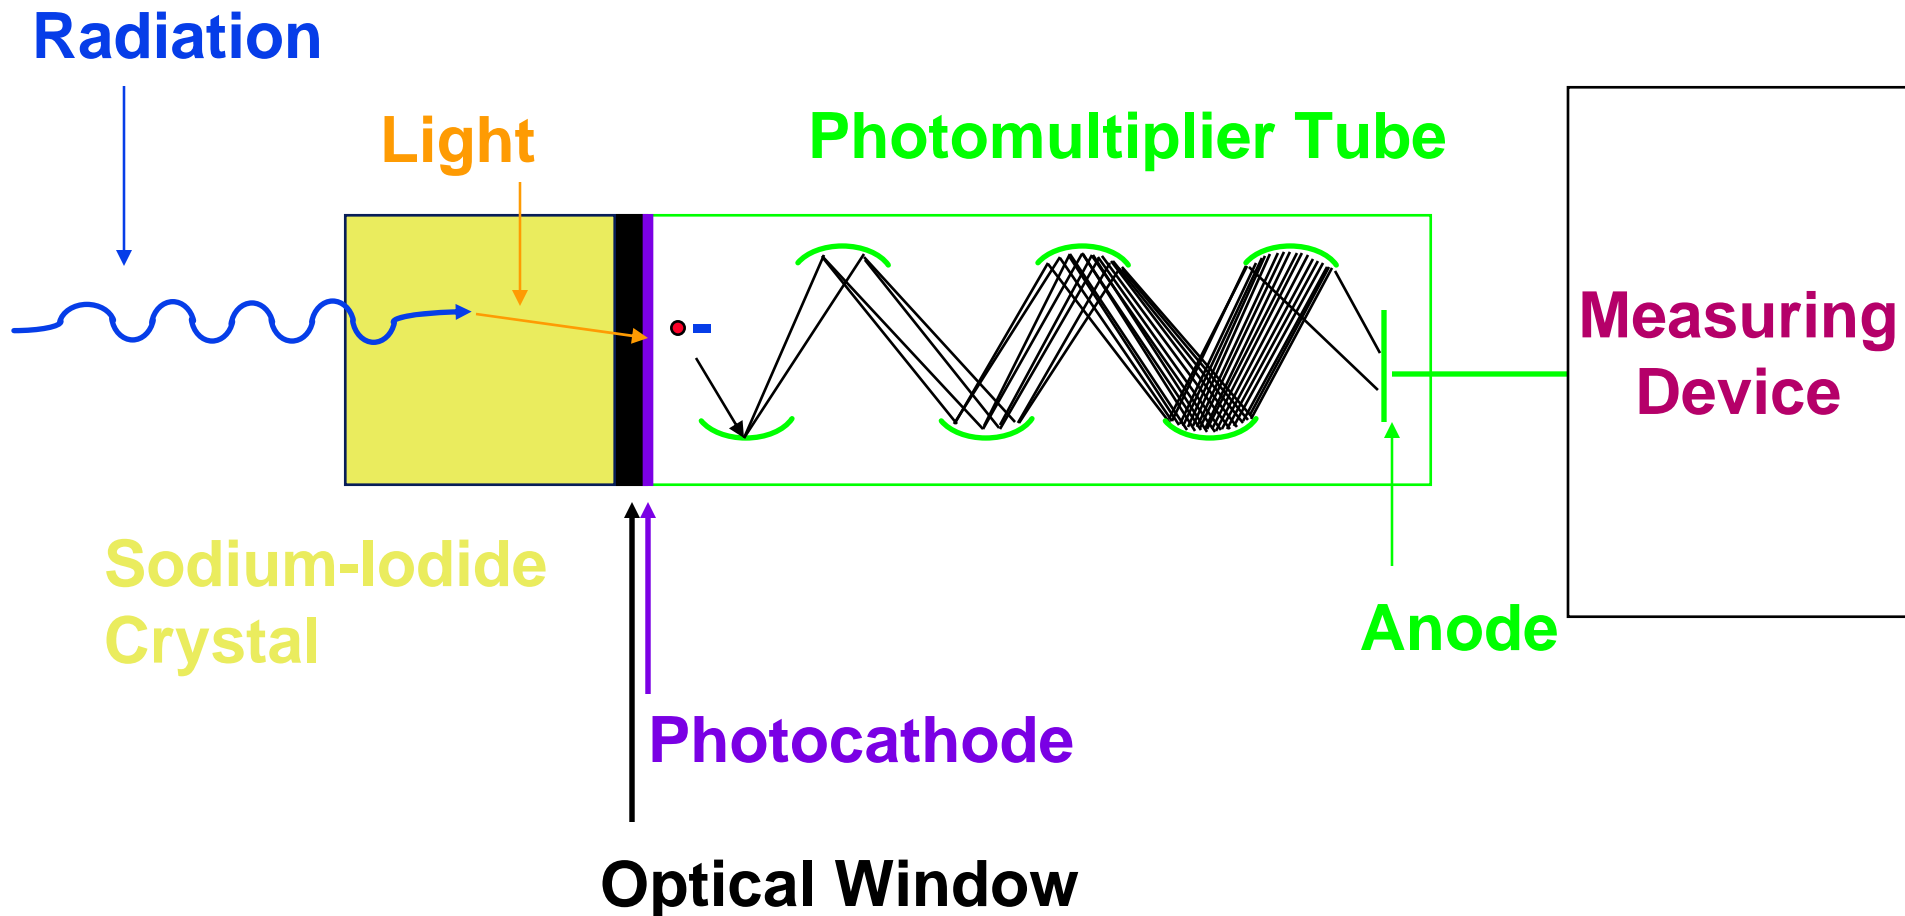 Radiation
Light
Photomultiplier Tube
Measuring
Device
Sodium-Iodide
Crystal
Anode
Photocathode
Optical Window